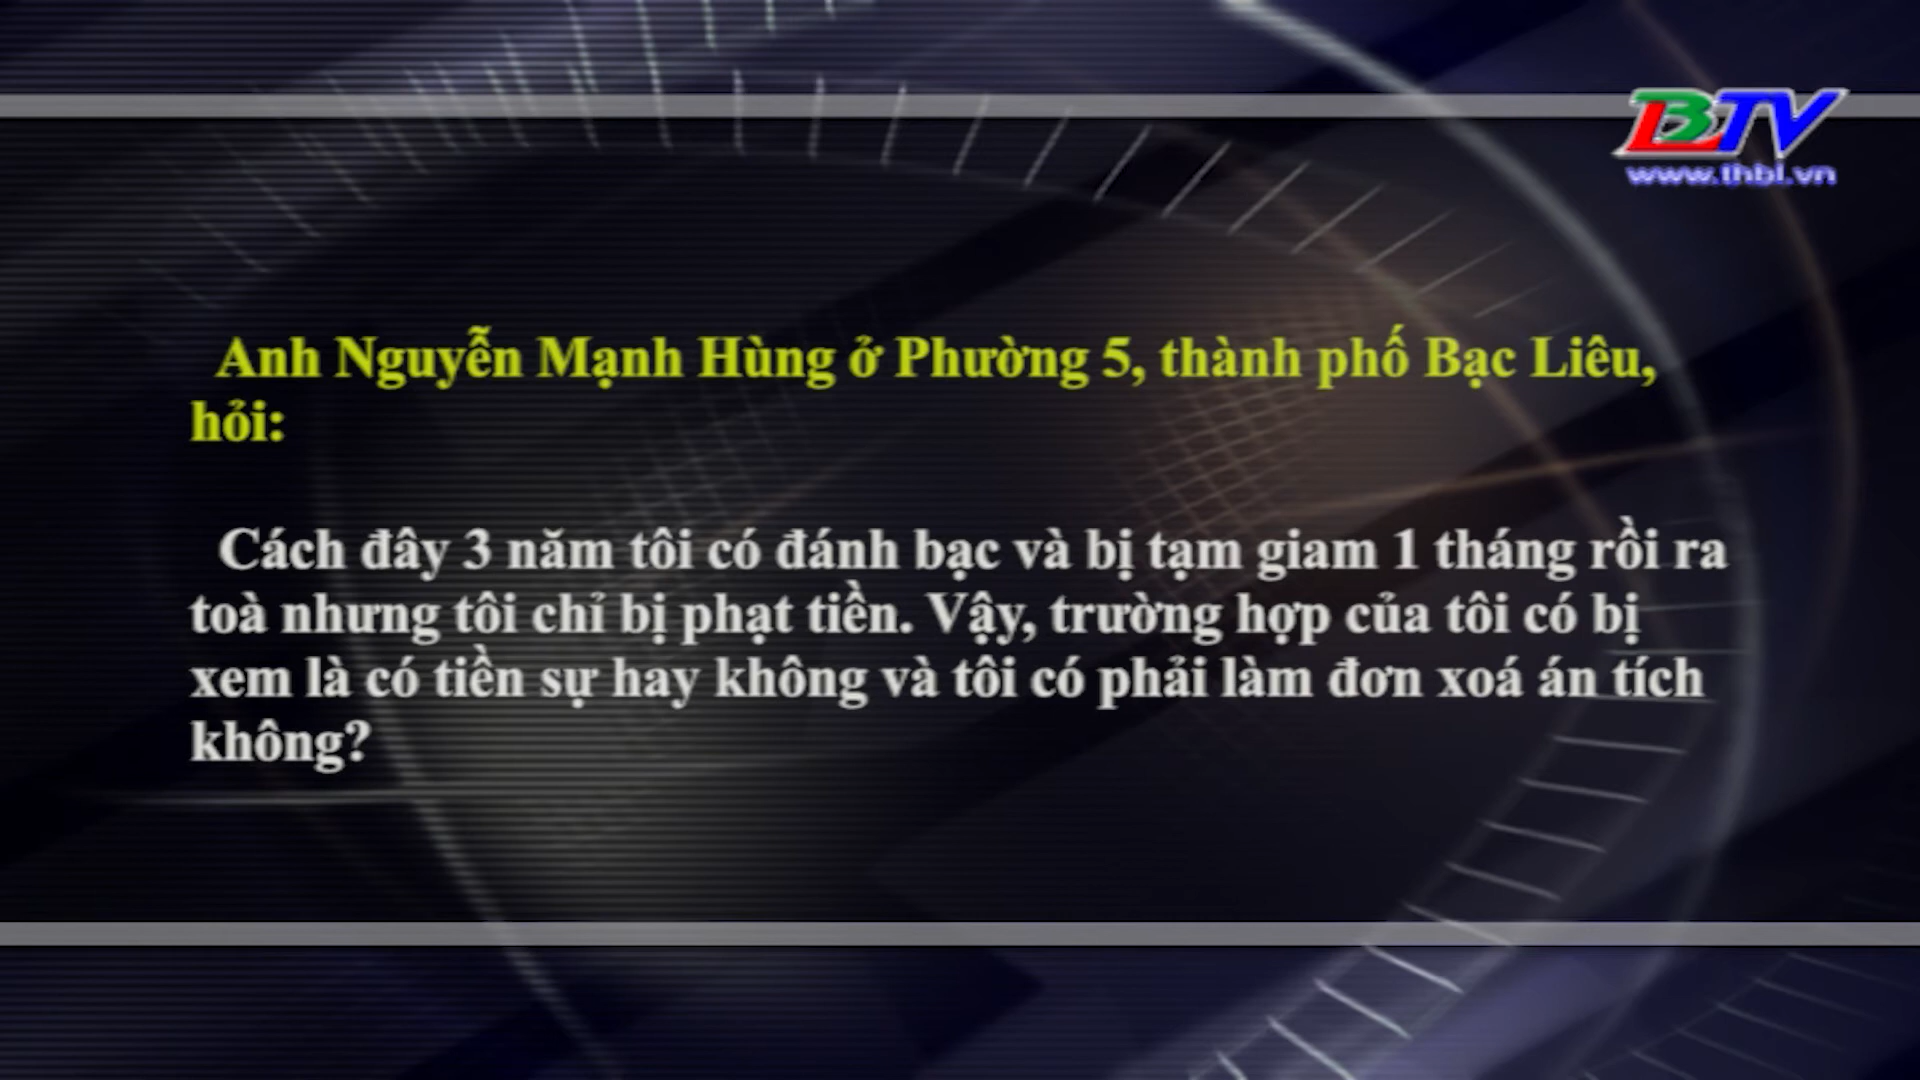 BTV
www.thbl.vn
Anh Nguyễn Mạnh Hùng ở Phường 5, thành phố Bạc Liêu,
hỏi:
Cách đây 3 năm tôi có đánh bạc và bị tạm giam 1 tháng rồi ra
toà nhưng tôi chỉ bị phạt tiền. Vậy, trường hợp của tôi có bị
xem là có tiền sự hay không và tôi có phải làm đơn xoá án tích
không?